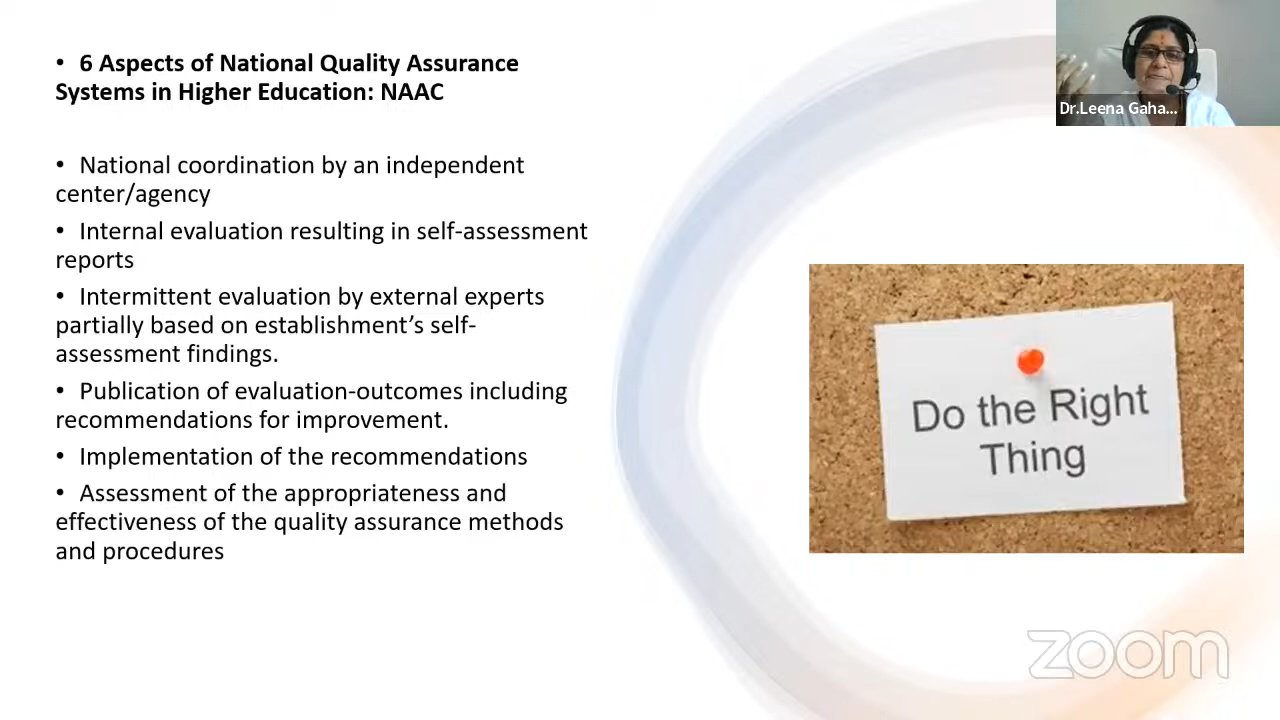 • 6 Aspects of National Quality Assurance
Systems in Higher Education: NAAC
• National coordination by an independent
center/agency
• Internal evaluation resulting in self-assessment
reports
• Intermittent evaluation by external experts
partially based on establishment’s self-
assessment findings.
• Publication of evaluation-outcomes including
recommendations for improvement.
• Implementation of the recommendations
• Assessment of the appropriateness and
effectiveness of the quality assurance methods
and procedures
Dr.Leena Gaha...
Do the Right
Thing
zoom